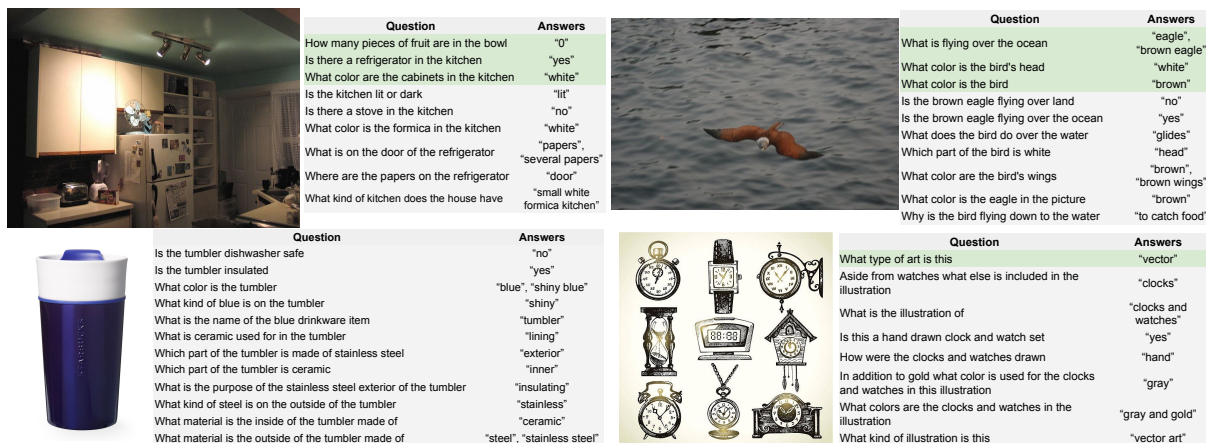 Question Answers
How many pieces of fruit are in the bowl "0"
Is there a refrigerator in the kitchen "yes"
What color are the cabinets in the kitchen "white"
Is the kitchen lit or dark "lit"
Is there a stove in the kitchen "no"
What color is the formica in the kitchen "white"
What is on the door of the refrigerator "papers",
"several papers"
Where are the papers on the refrigerator "door"
What kind of kitchen does the house have "small white
formica kitchen"
Question Answers
What is flying over the ocean "eagle",
"brown eagle"
What color is the bird's head "white"
What color is the bird "brown"
Is the brown eagle flying over land "no"
Is the brown eagle flying over the ocean "yes"
What does the bird do over the water "glides"
Which part of the bird is white "head"
What color are the bird's wings "brown",
"brown wings"
What color is the eagle in the picture "brown"
Why is the bird flying down to the water "to catch food"
STARBUCKS
Question Answers
Is the tumbler dishwasher safe "no"
Is the tumbler insulated "yes"
What color is the tumbler "blue", "shiny blue"
What kind of blue is on the tumbler "shiny"
What is the name of the blue drinkware item "tumbler"
What is ceramic used for in the tumbler "lining"
Which part of the tumbler is made of stainless steel "exterior"
Which part of the tumbler is ceramic "inner"
What is the purpose of the stainless steel exterior of the tumbler "insulating"
What kind of steel is on the outside of the tumbler "stainless"
What material is the inside of the tumbler made of "ceramic"
What material is the outside of the tumbler made of "steel", "stainless steel"
88:88
Question Answers
What type of art is this "vector"
Aside from watches what else is included in the
illustration "clocks"
What is the illustration of "clocks and
watches"
Is this a hand drawn clock and watch set "yes"
How were the clocks and watches drawn "hand"
In addition to gold what color is used for the clocks
and watches in this illustration "gray"
What colors are the clocks and watches in the
illustration "gray and gold"
What kind of illustration is this "vector art"